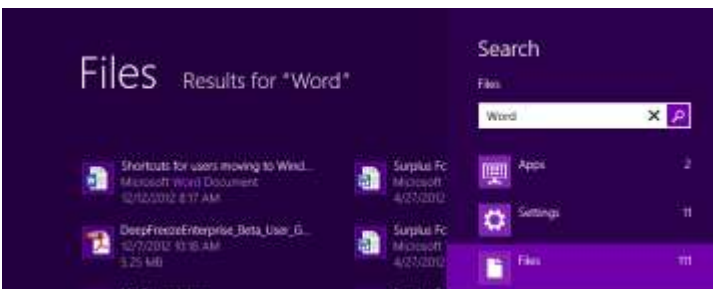 Files Results for "Word"
Shortcuts for users moving to Wind...
Microsoft Word Document
12/12/2012 8:17 AM
DeepFreezeEnterprise_Beta_User_G...
12/7/2012 10:18 AM
5.25 MB
Surplus Fo
Microsoft
4/27/2012
Surplus Fo
Microsoft
4/27/2012
Search
Files
Word
Apps 2
Settings 11
Files 111